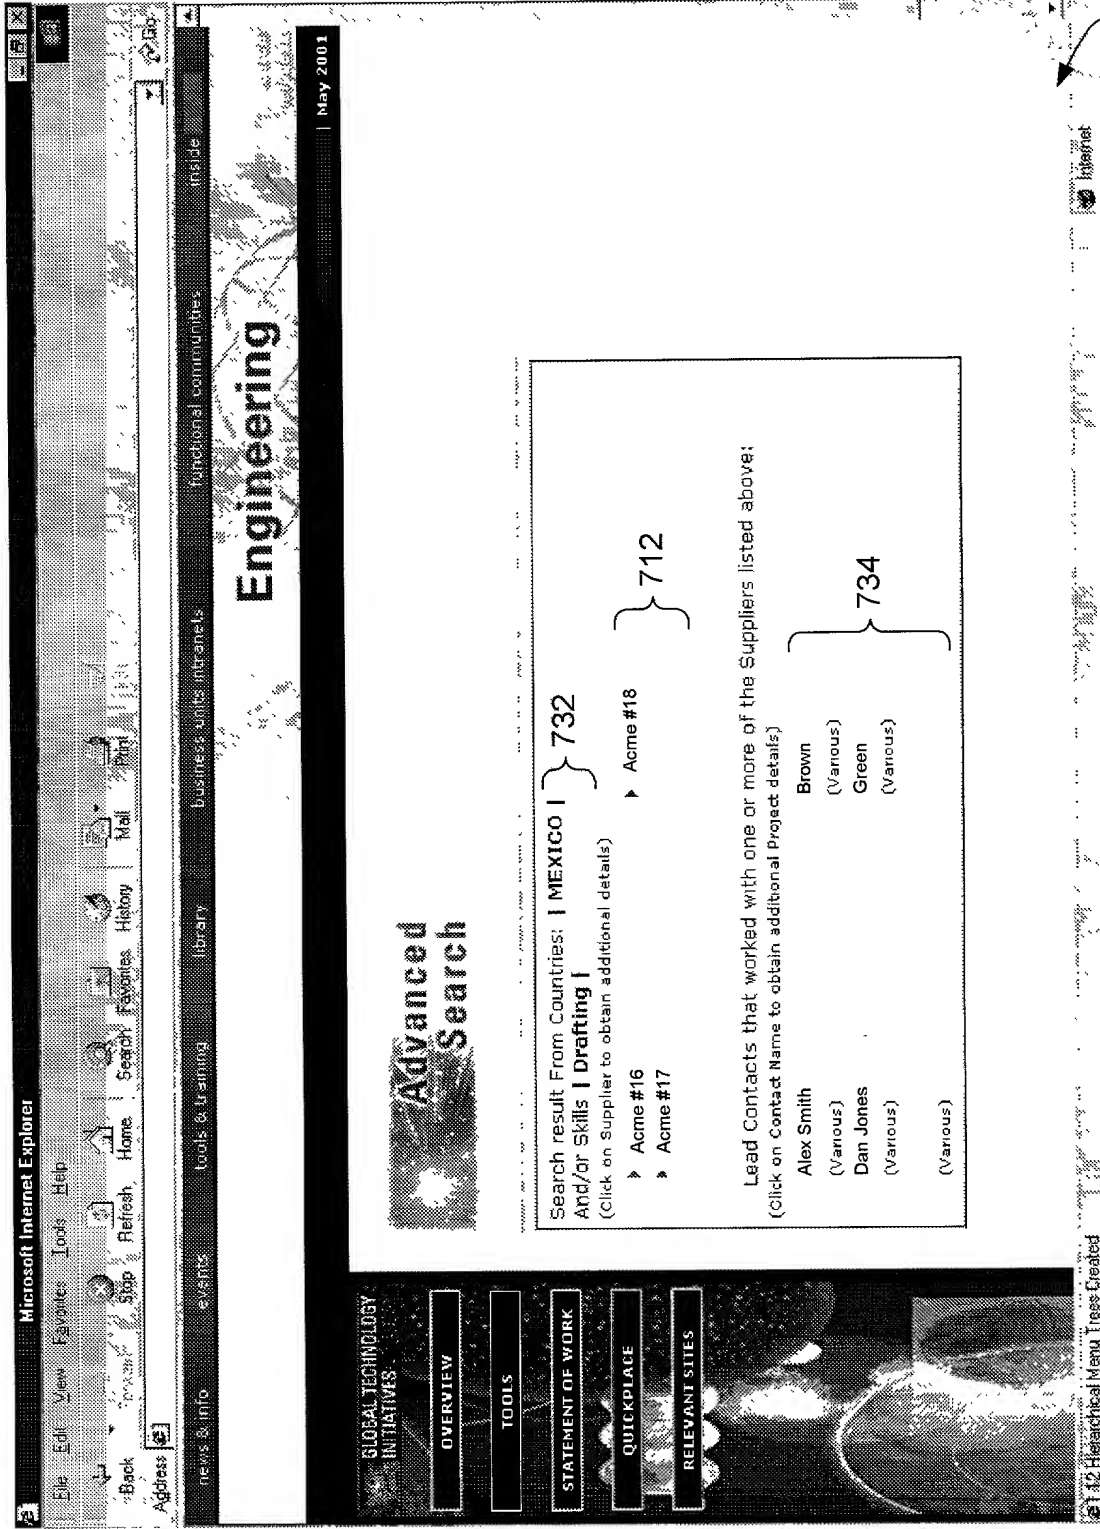 Microsoft Internet Explorer
File Edit View Favorites Tools Help
Back Stop Refresh Home Search Favorites History Mail Print
Address Go
news & info events tools & training library business units intranets functional communities inside
Engineering
| May 2001
GLOBAL TECHNOLOGY
INITIATIVES
OVERVIEW
TOOLS
STATEMENT OF WORK
QUICKPLACE
RELEVANT SITES
Advanced
Search
Search result From Countries: | MEXICO |
And/or Skills | Drafting |
732
(Click on Supplier to obtain additional details)
Acme #16 Acme #18
Acme #17
712
Lead Contacts that worked with one or more of the Suppliers listed above:
(Click on Contact Name to obtain additional Project details)
Alex Smith Brown
(Various) (Various)
Dan Jones Green
(Various) (Various)
(Various)
734
112 Hierarchical Menu Trees Created Internet